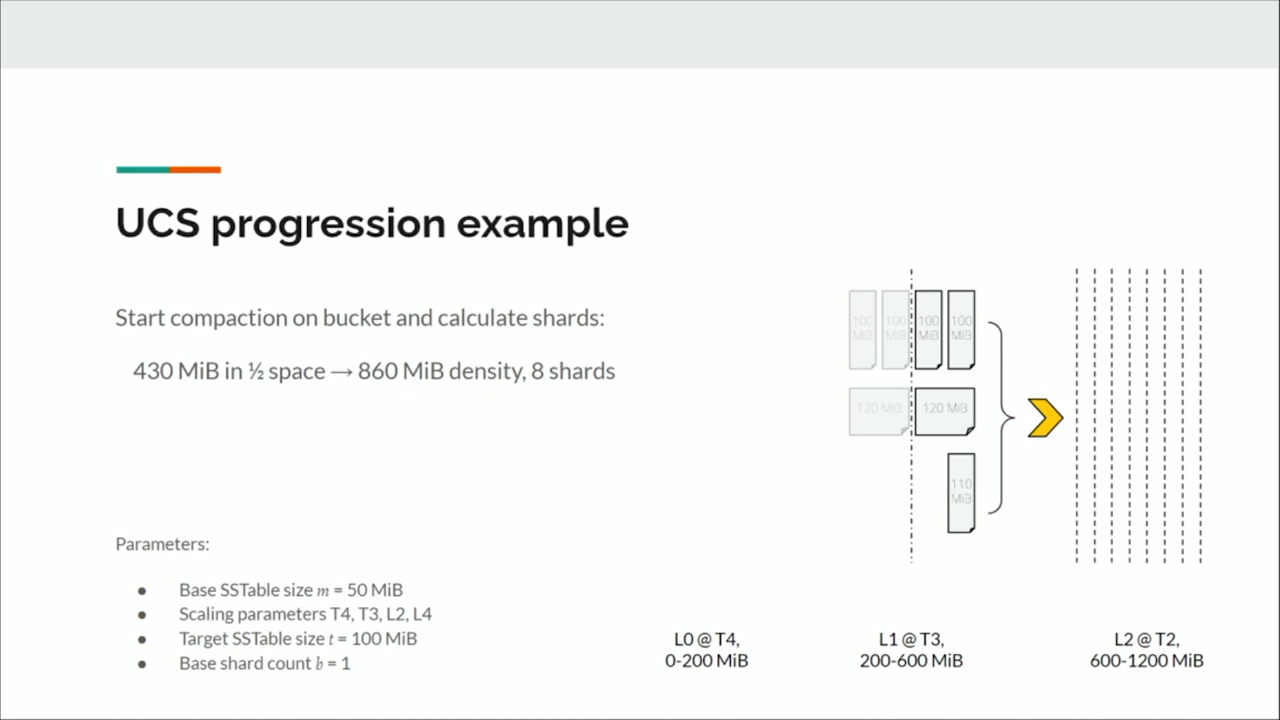 UCS progression example
Start compaction on bucket and calculate shards:
430 MiB in ½ space → 860 MiB density, 8 shards
100 MiB
100 MiB
100 MiB
100 MiB
120 MiB
120 MiB
110 MiB
Parameters:
● Base SSTable size m = 50 MiB
● Scaling parameters T4, T3, L2, L4
● Target SSTable size t = 100 MiB
● Base shard count b = 1
L0 @ T4,
0-200 MiB
L1 @ T3,
200-600 MiB
L2 @ T2,
600-1200 MiB